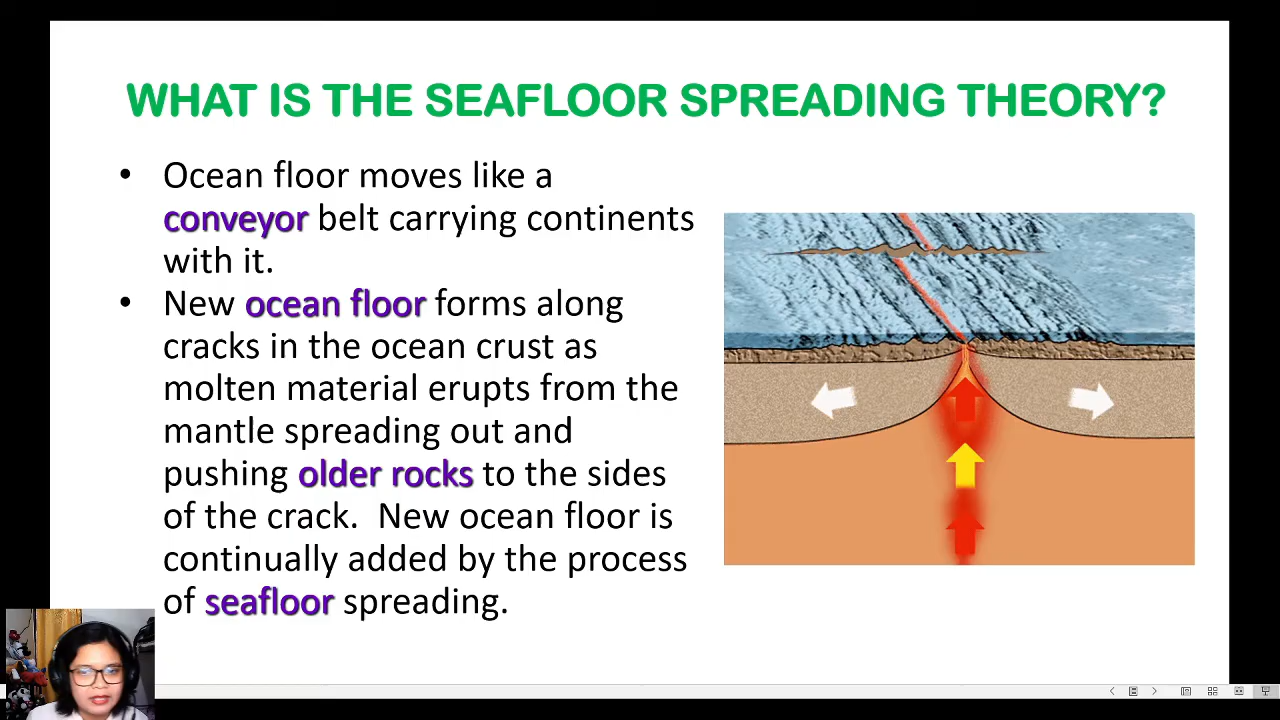 WHAT IS THE SEAFLOOR SPREADING THEORY?
• Ocean floor moves like a
conveyor belt carrying continents
with it.
• New ocean floor forms along
cracks in the ocean crust as
molten material erupts from the
mantle spreading out and
pushing older rocks to the sides
of the crack.  New ocean floor is
continually added by the process
of seafloor spreading.